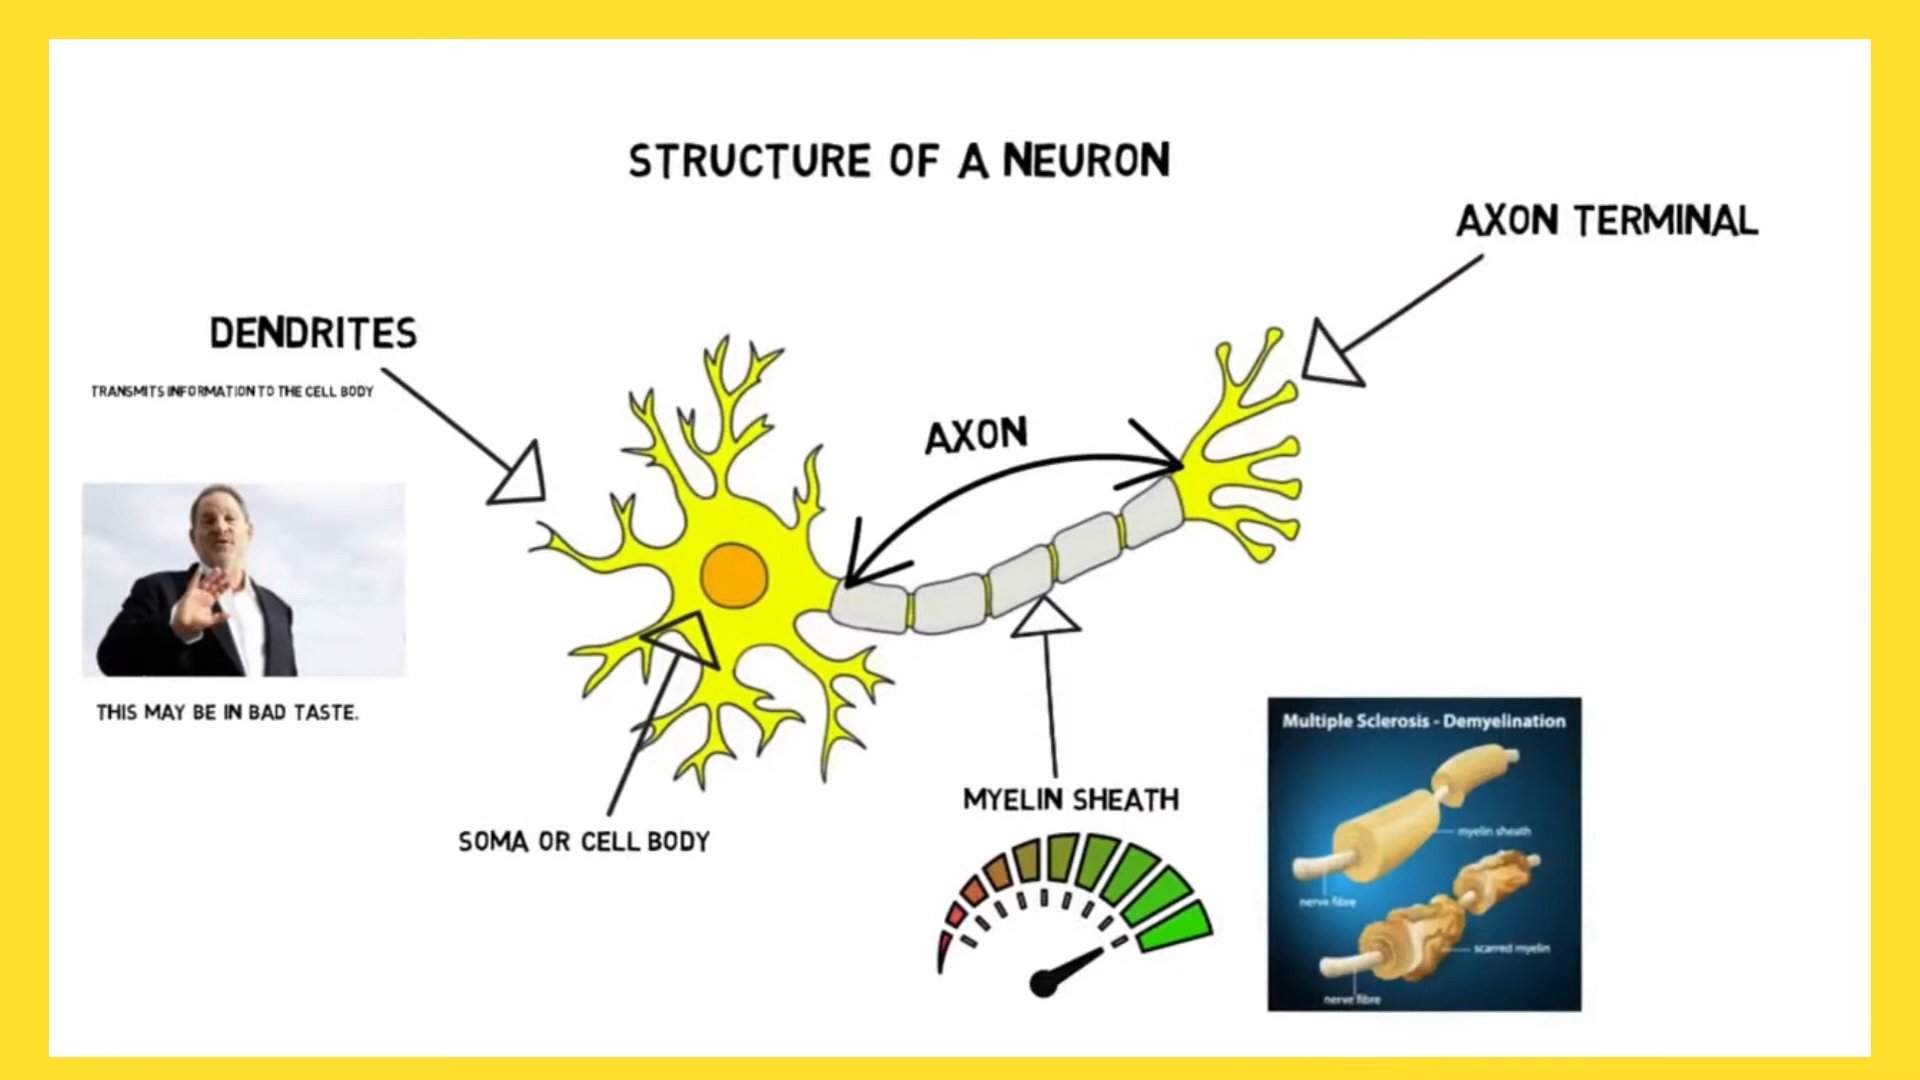 STRUCTURE OF A NEURON
AXON TERMINAL
DENDRITES
TRANSMITS INFORMATION TO THE CELL BODY
AXON
THIS MAY BE IN BAD TASTE.
SOMA OR CELL BODY
MYELIN SHEATH
Multiple Sclerosis - Demyelination
myelin sheath
nerve fibre
scarred myelin
nerve fibre